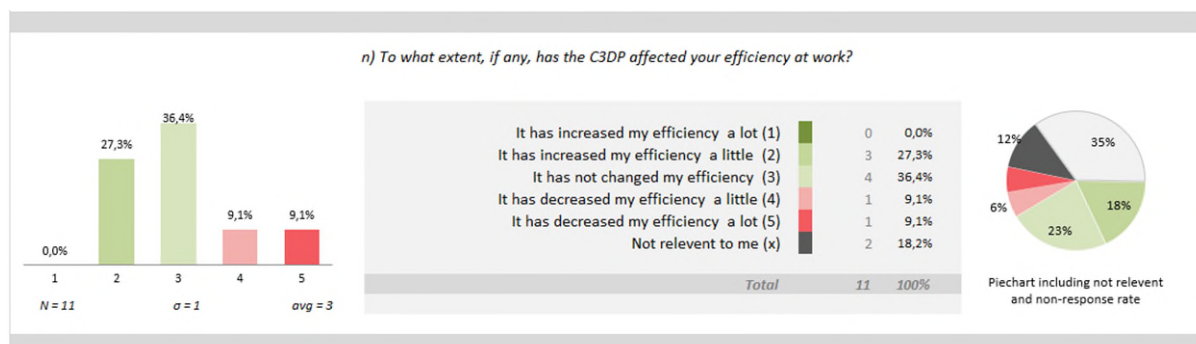 n) To what extent, if any, has the C3DP affected your efficiency at work?
0,0%
27,3%
36,4%
9,1%
9,1%
1 2 3 4 5
N = 11 σ = 1 avg = 3
It has increased my efficiency a lot (1) 0 0,0%
It has increased my efficiency a little (2) 3 27,3%
It has not changed my efficiency (3) 4 36,4%
It has decreased my efficiency a little (4) 1 9,1%
It has decreased my efficiency a lot (5) 1 9,1%
Not relevent to me (x) 2 18,2%
Total 11 100%
12%
35%
18%
23%
6%
Piechart including not relevent
and non-response rate